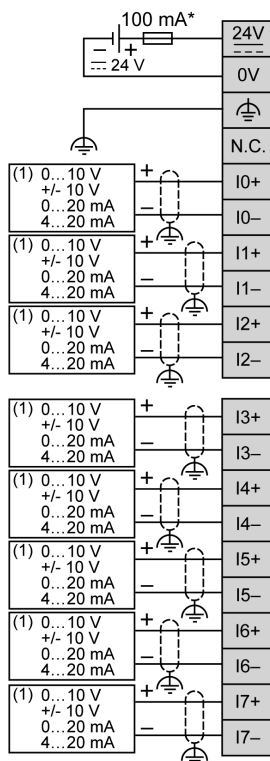 100 mA*
24V
– +
24 V
0V
N.C.
(1) 0...10 V
+/- 10 V
0...20 mA
4...20 mA
+
–
I0+
I0–
(1) 0...10 V
+/- 10 V
0...20 mA
4...20 mA
+
–
I1+
I1–
(1) 0...10 V
+/- 10 V
0...20 mA
4...20 mA
+
–
I2+
I2–
(1) 0...10 V
+/- 10 V
0...20 mA
4...20 mA
+
–
I3+
I3–
(1) 0...10 V
+/- 10 V
0...20 mA
4...20 mA
+
–
I4+
I4–
(1) 0...10 V
+/- 10 V
0...20 mA
4...20 mA
+
–
I5+
I5–
(1) 0...10 V
+/- 10 V
0...20 mA
4...20 mA
+
–
I6+
I6–
(1) 0...10 V
+/- 10 V
0...20 mA
4...20 mA
+
–
I7+
I7–